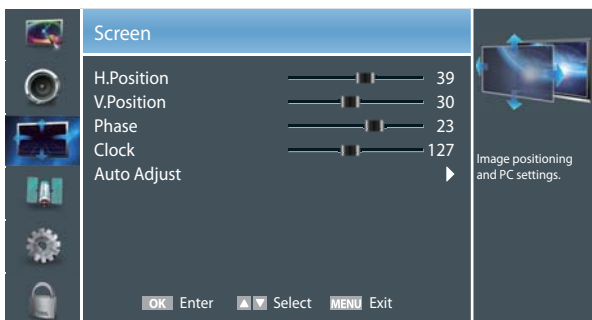 Screen
H.Position 39
V.Position 30
Phase 23
Clock 127
Auto Adjust
Image positioning
and PC settings.
OK Enter ▲▼ Select MENU Exit